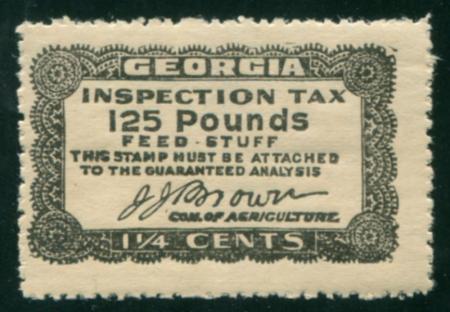 GEORGIA
INSPECTION TAX
125 Pounds
FEED-STUFF
THIS STAMP MUST BE ATTACHED
TO THE GUARANTEED ANALYSIS
J.J. Brown
COM. OF AGRICULTURE
1 1/4 CENTS